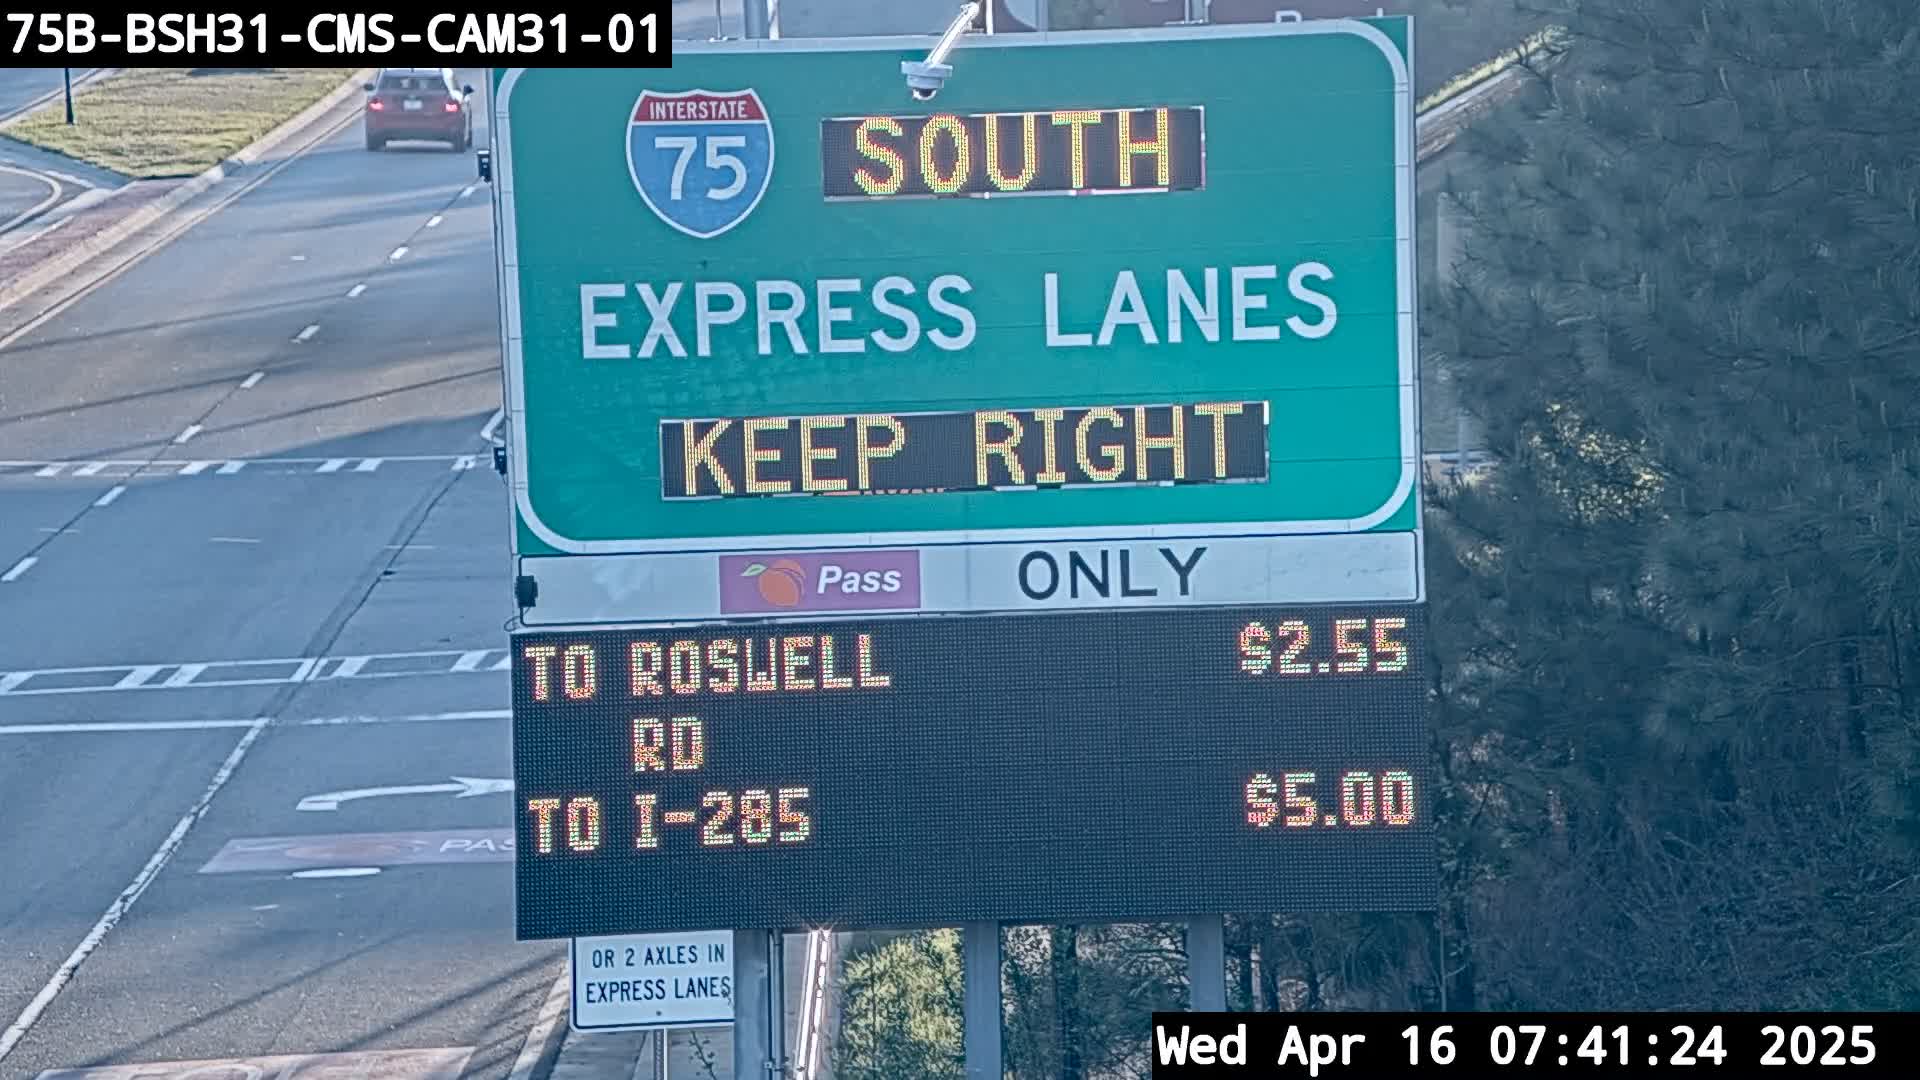 75B-BSH31-CMS-CAM31-01
INTERSTATE
75
SOUTH
EXPRESS LANES
KEEP RIGHT
Pass ONLY
TO ROSWELL $2.55
RD
TO I-285 $5.00
OR 2 AXLES IN
EXPRESS LANES
Wed Apr 16 07:41:24 2025